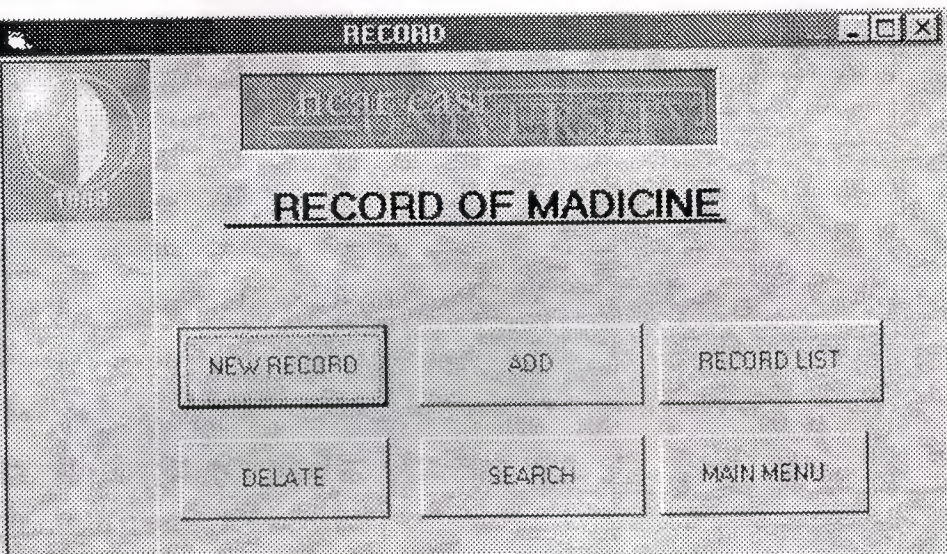 RECORD
RECORD OF MADICINE
NEW RECORD
ADD
RECORD LIST
DELATE
SEARCH
MAIN MENU